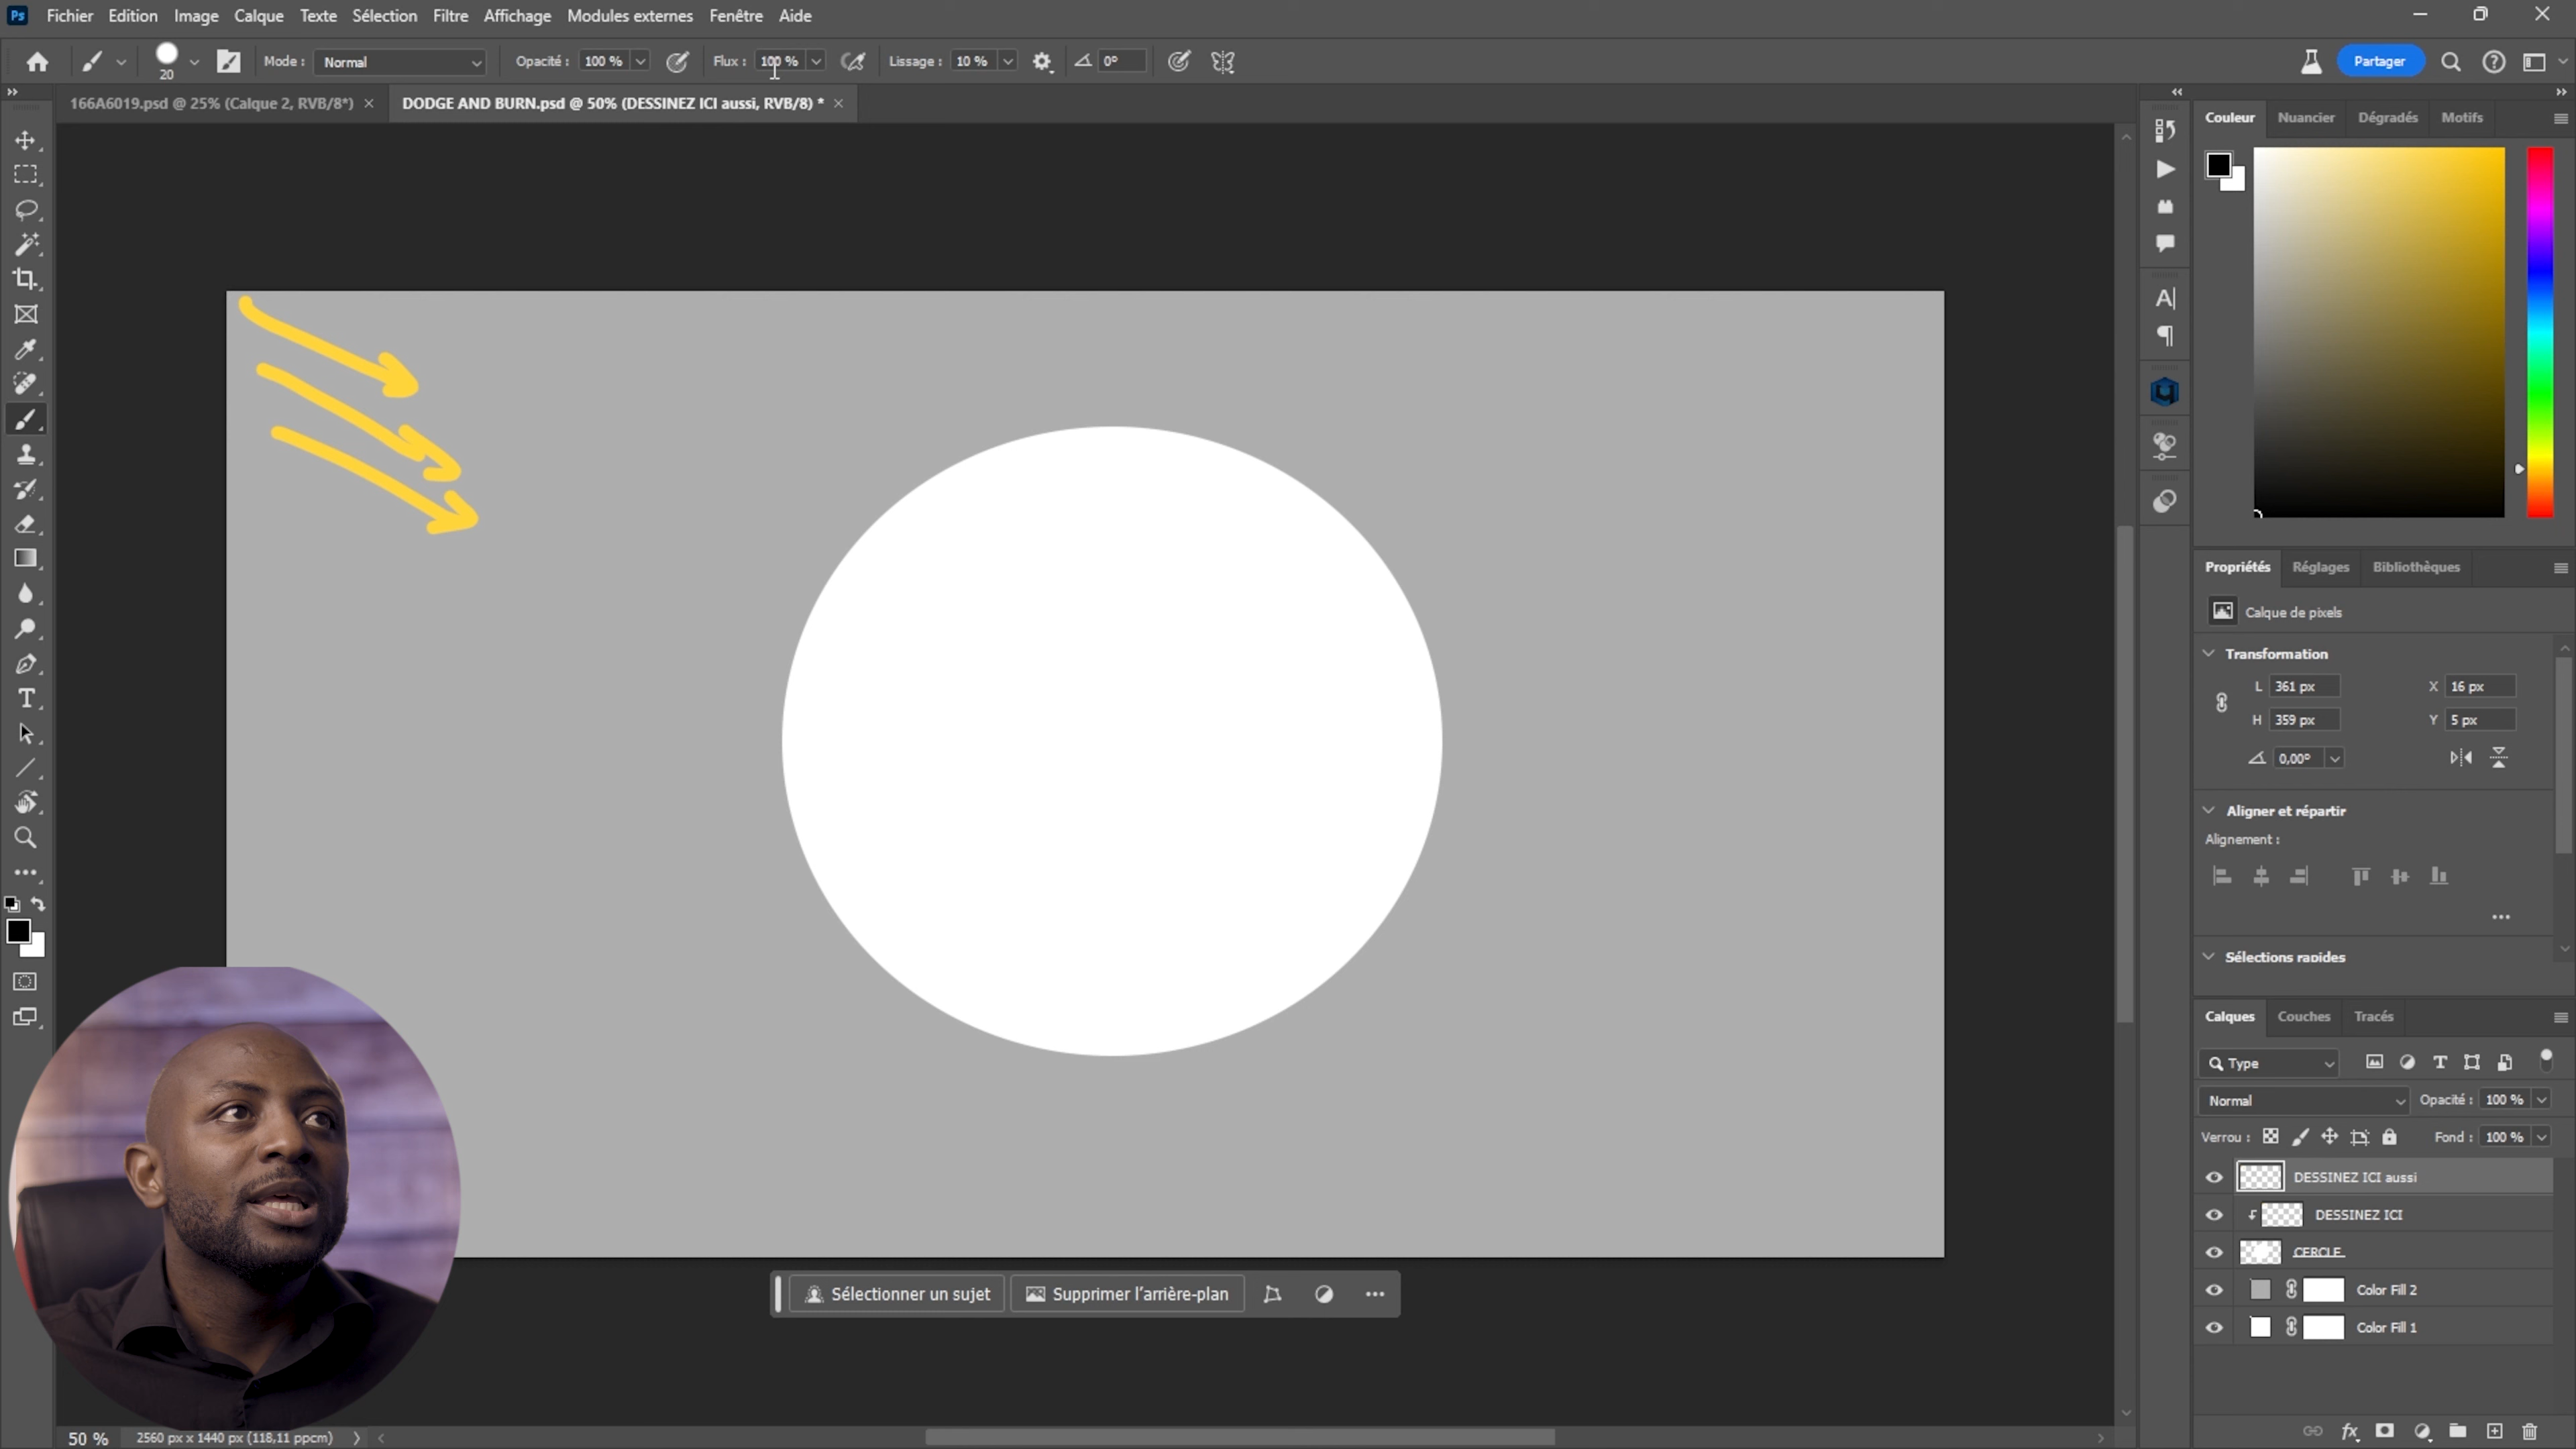 Ps Fichier Edition Image Calque Texte Sélection Filtre Affichage Modules externes Fenêtre Aide
20 Mode : Normal Opacité : 100 % Flux : 100 % Lissage : 10 % 0° Partager
166A6019.psd @ 25% (Calque 2, RVB/8*) × DODGE AND BURN.psd @ 50% (DESSINEZ ICI aussi, RVB/8) * ×
Couleur Nuancier Dégradés Motifs
Propriétés Réglages Bibliothèques
Calque de pixels
Transformation
L 361 px X 16 px
H 359 px Y 5 px
0,00°
Aligner et répartir
Alignement :
Sélections rapides
Calques Couches Tracés
Type
Normal Opacité : 100 %
Verrou : Fond : 100 %
DESSINEZ ICI aussi
DESSINEZ ICI
CERCLE
Color Fill 2
Color Fill 1
Sélectionner un sujet Supprimer l'arrière-plan
50 % 2560 px x 1440 px (118,11 ppcm)